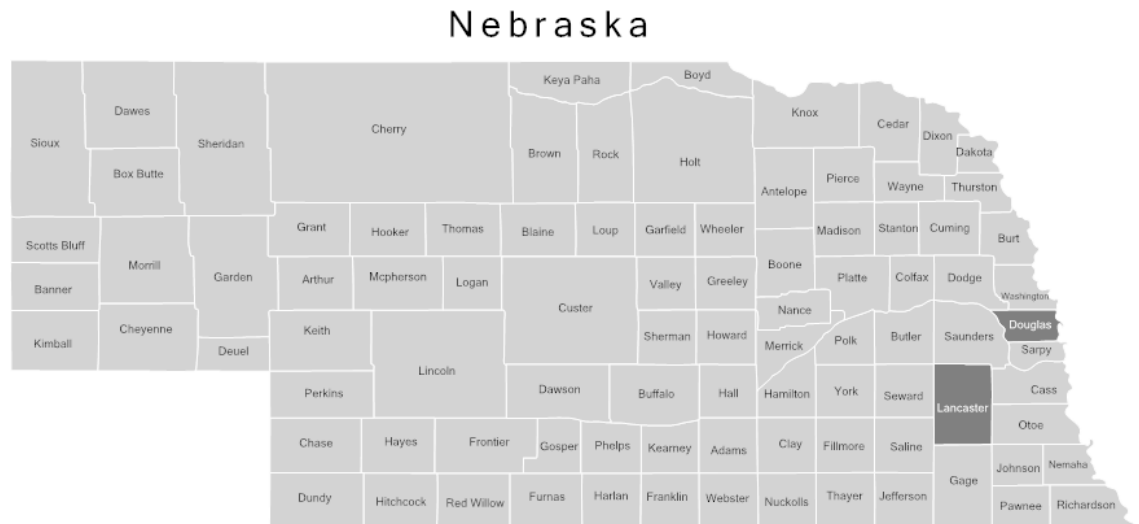 Nebraska
Keya Paha
Boyd
Dawes
Knox
Cherry
Cedar
Dixon
Sioux
Sheridan
Brown
Rock
Dakota
Holt
Box Butte
Pierce
Wayne
Thurston
Antelope
Grant
Hooker
Thomas
Blaine
Loup
Garfield
Wheeler
Madison
Stanton
Cuming
Burt
Scotts Bluff
Morrill
Garden
Boone
Arthur
Mcpherson
Logan
Valley
Greeley
Platte
Colfax
Dodge
Banner
Washington
Custer
Nance
Cheyenne
Keith
Douglas
Kimball
Deuel
Sherman
Howard
Merrick
Polk
Butler
Saunders
Sarpy
Lincoln
Perkins
Dawson
Buffalo
Hall
Hamilton
York
Seward
Cass
Lancaster
Otoe
Chase
Hayes
Frontier
Gosper
Phelps
Kearney
Adams
Clay
Fillmore
Saline
Johnson
Nemaha
Gage
Dundy
Hitchcock
Red Willow
Furnas
Harlan
Franklin
Webster
Nuckolls
Thayer
Jefferson
Pawnee
Richardson